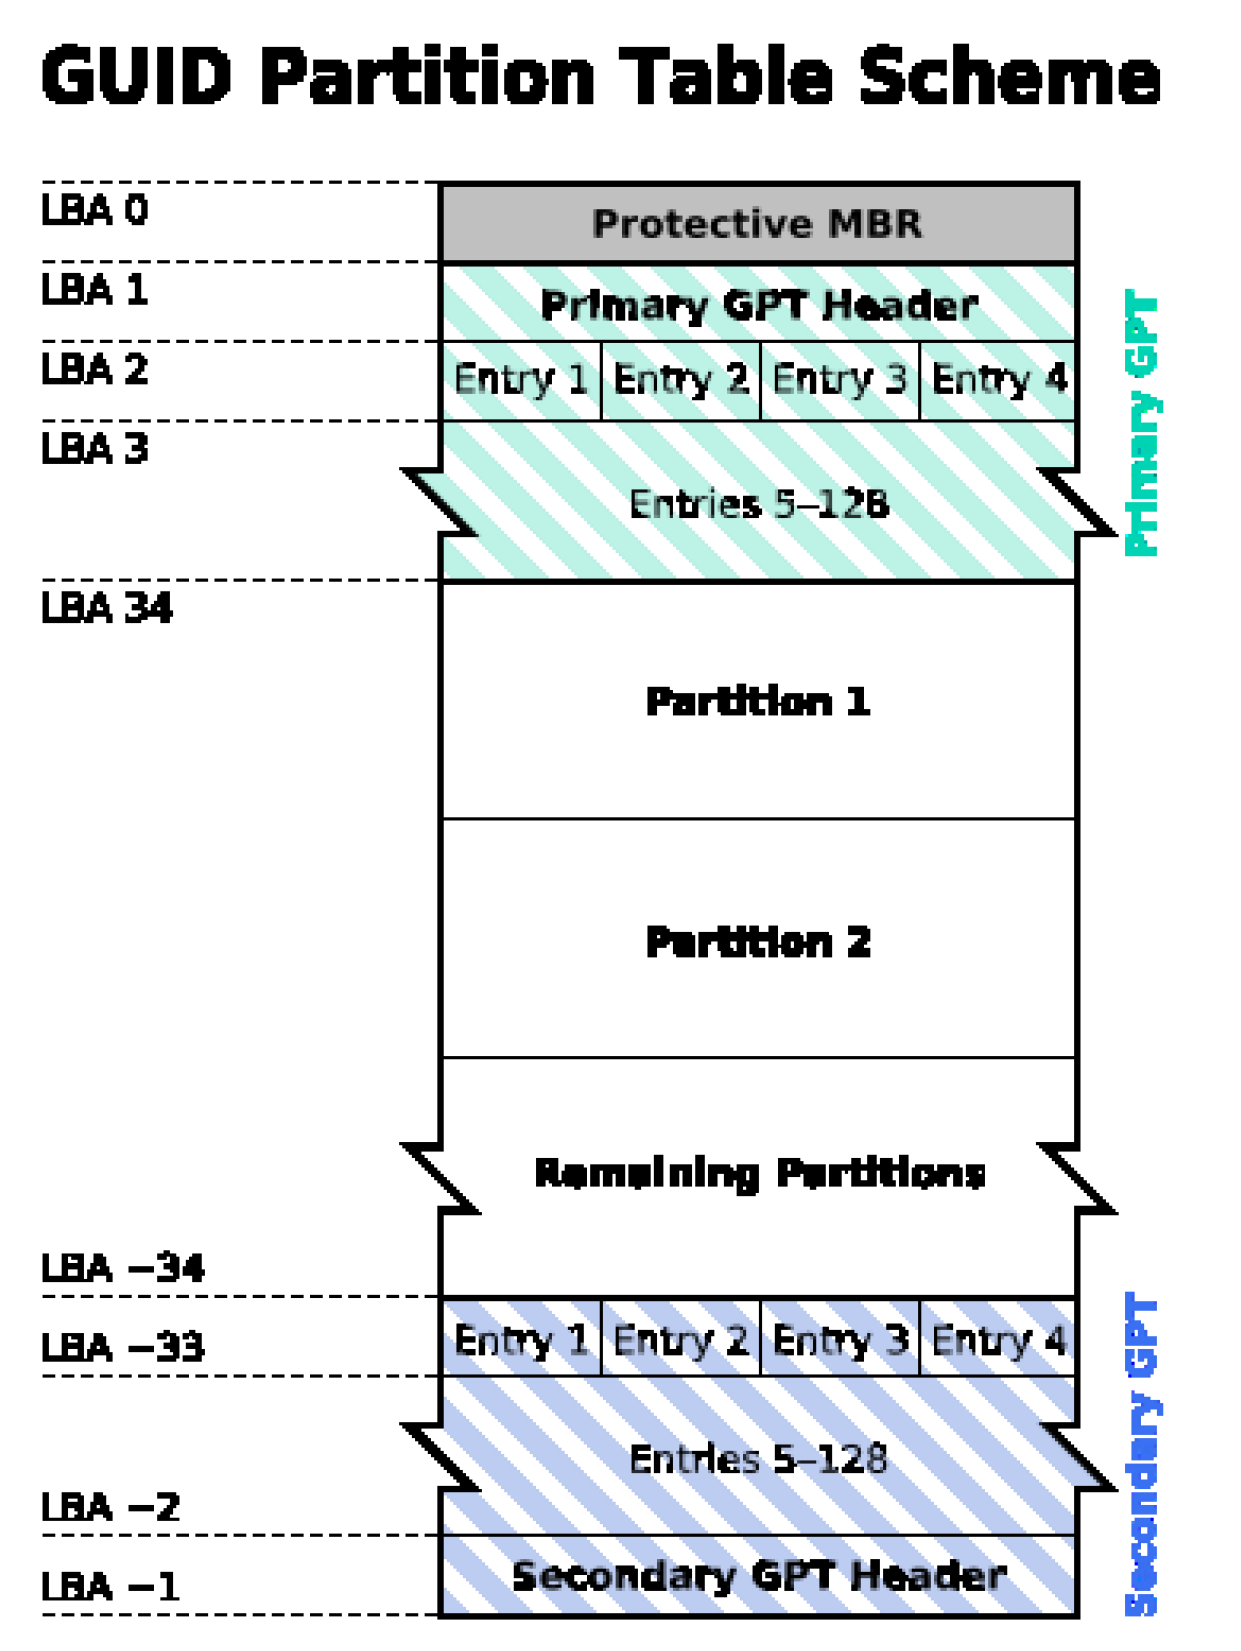 GUID Partition Table Scheme
LBA 0
Protective MBR
LBA 1
Primary GPT Header
LBA 2
Entry 1 Entry 2 Entry 3 Entry 4
LBA 3
Entries 5–128
Primary GPT
LBA 34
Partition 1
Partition 2
Remaining Partitions
LBA −34
LBA −33
Entry 1 Entry 2 Entry 3 Entry 4
Entries 5–128
LBA −2
LBA −1
Secondary GPT Header
Secondary GPT